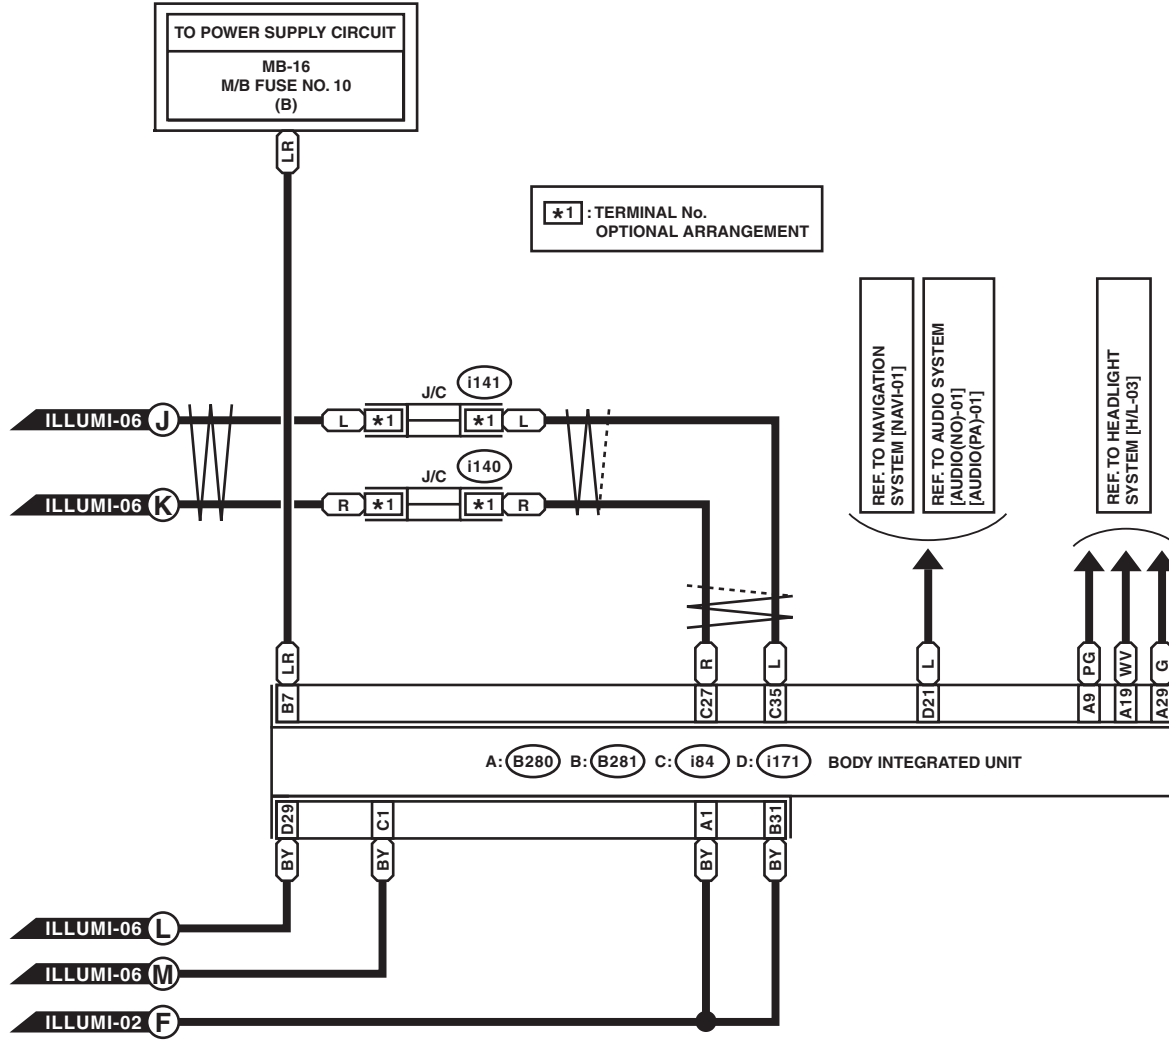 TO POWER SUPPLY CIRCUIT
MB-16
M/B FUSE NO. 10
(B)
LR
*1 : TERMINAL No.
OPTIONAL ARRANGEMENT
REF. TO NAVIGATION
SYSTEM [NAVI-01]
REF. TO AUDIO SYSTEM
[AUDIO(NO)-01]
[AUDIO(PA)-01]
REF. TO HEADLIGHT
SYSTEM [H/L-03]
J/C i141
ILLUMI-06 J L *1 *1 L
J/C i140
ILLUMI-06 K R *1 *1 R
LR R L L PG WV G
B7 C27 C35 D21 A9 A19 A29
A: B280 B: B281 C: i84 D: i171 BODY INTEGRATED UNIT
D29 C1 A1 B31
BY BY BY BY
ILLUMI-06 L
ILLUMI-06 M
ILLUMI-02 F